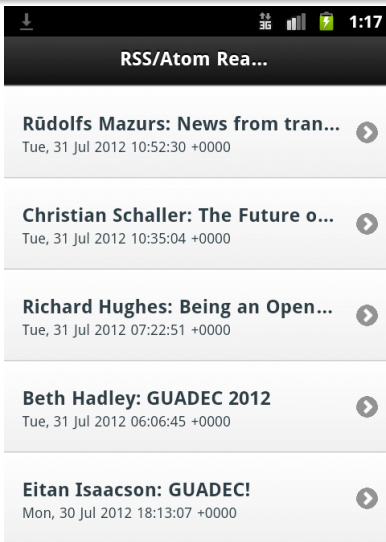 3G 1:17
RSS/Atom Rea...
Rūdolfs Mazurs: News from tran...
Tue, 31 Jul 2012 10:52:30 +0000
Christian Schaller: The Future o...
Tue, 31 Jul 2012 10:35:04 +0000
Richard Hughes: Being an Open...
Tue, 31 Jul 2012 07:22:51 +0000
Beth Hadley: GUADEC 2012
Tue, 31 Jul 2012 06:06:45 +0000
Eitan Isaacson: GUADEC!
Mon, 30 Jul 2012 18:13:07 +0000